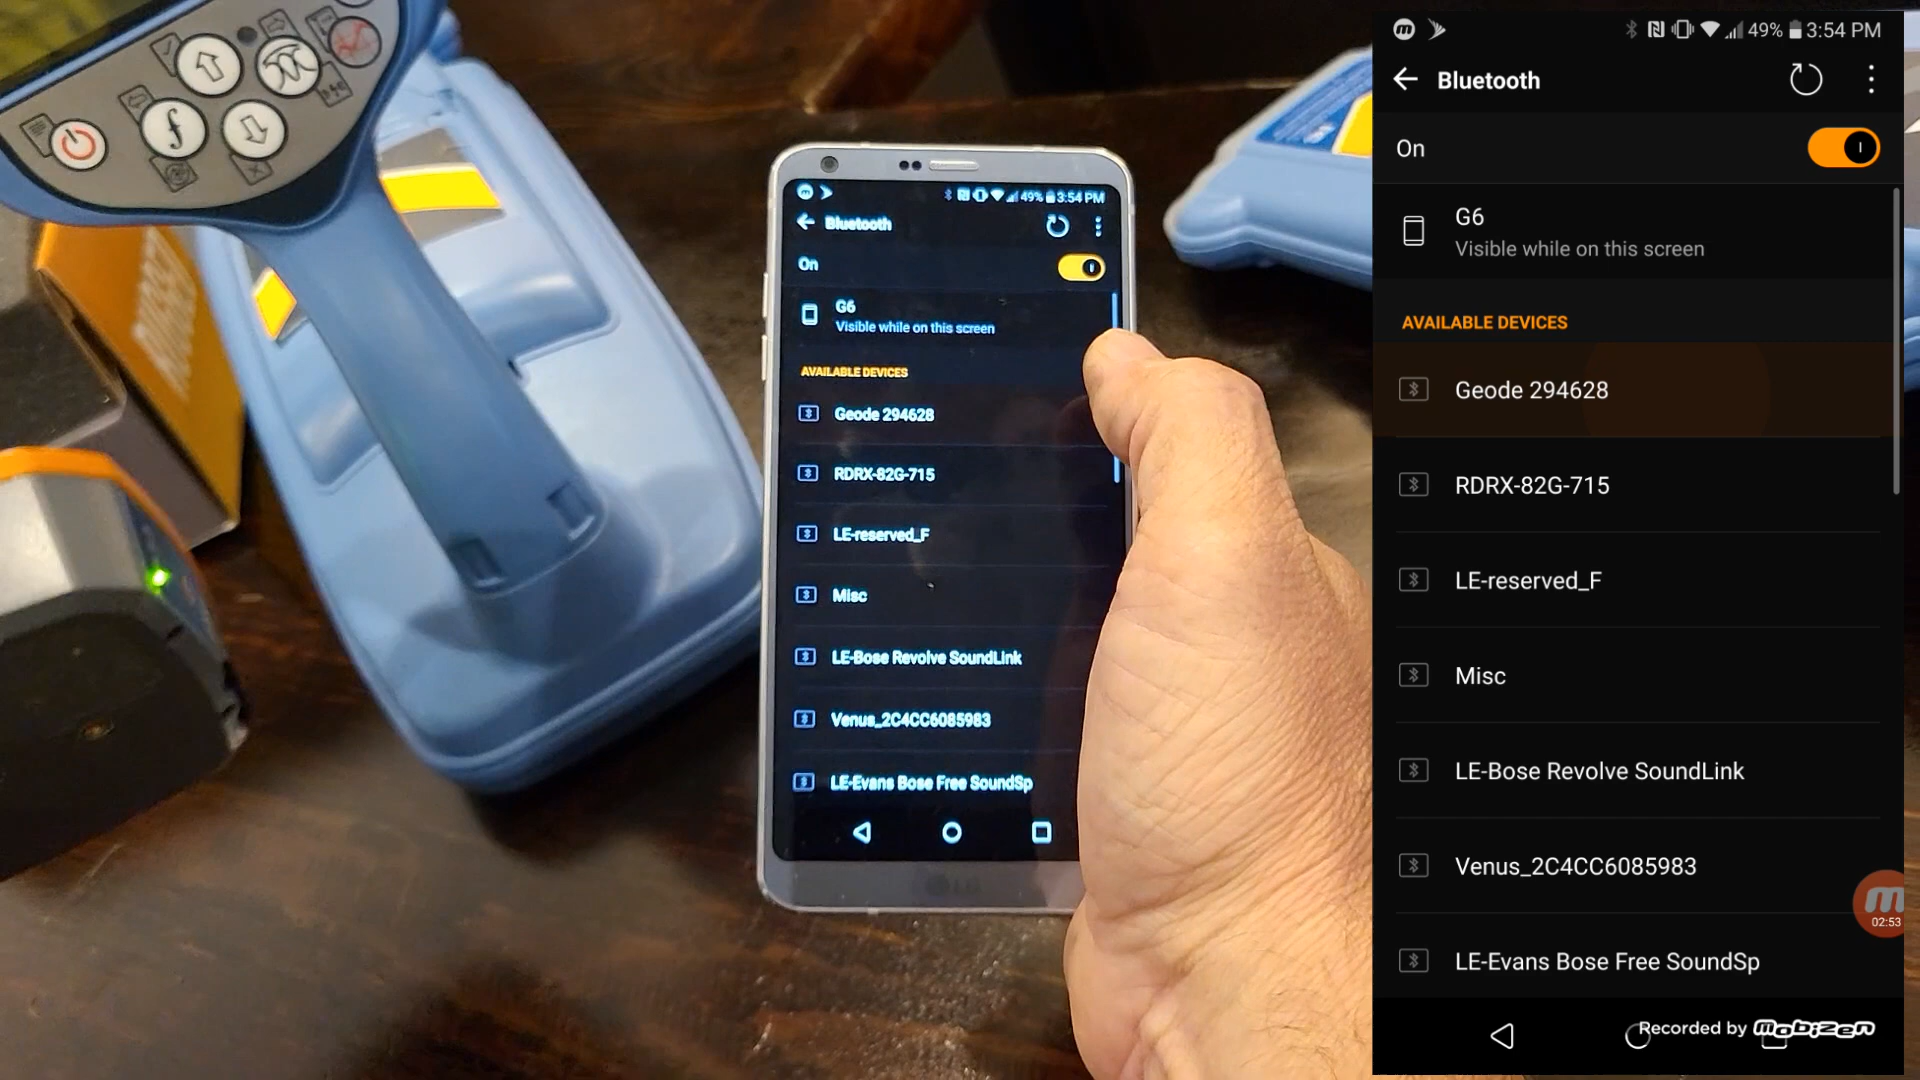 49% 3:54 PM
Bluetooth
On
G6
Visible while on this screen
AVAILABLE DEVICES
Geode 294628
RDRX-82G-715
LE-reserved_F
Misc
LE-Bose Revolve SoundLink
Venus_2C4CC6085983
LE-Evans Bose Free SoundSp
LG
49% 3:54 PM
Bluetooth
On
G6
Visible while on this screen
AVAILABLE DEVICES
Geode 294628
RDRX-82G-715
LE-reserved_F
Misc
LE-Bose Revolve SoundLink
Venus_2C4CC6085983
02:53
LE-Evans Bose Free SoundSp
Recorded by Mobizen